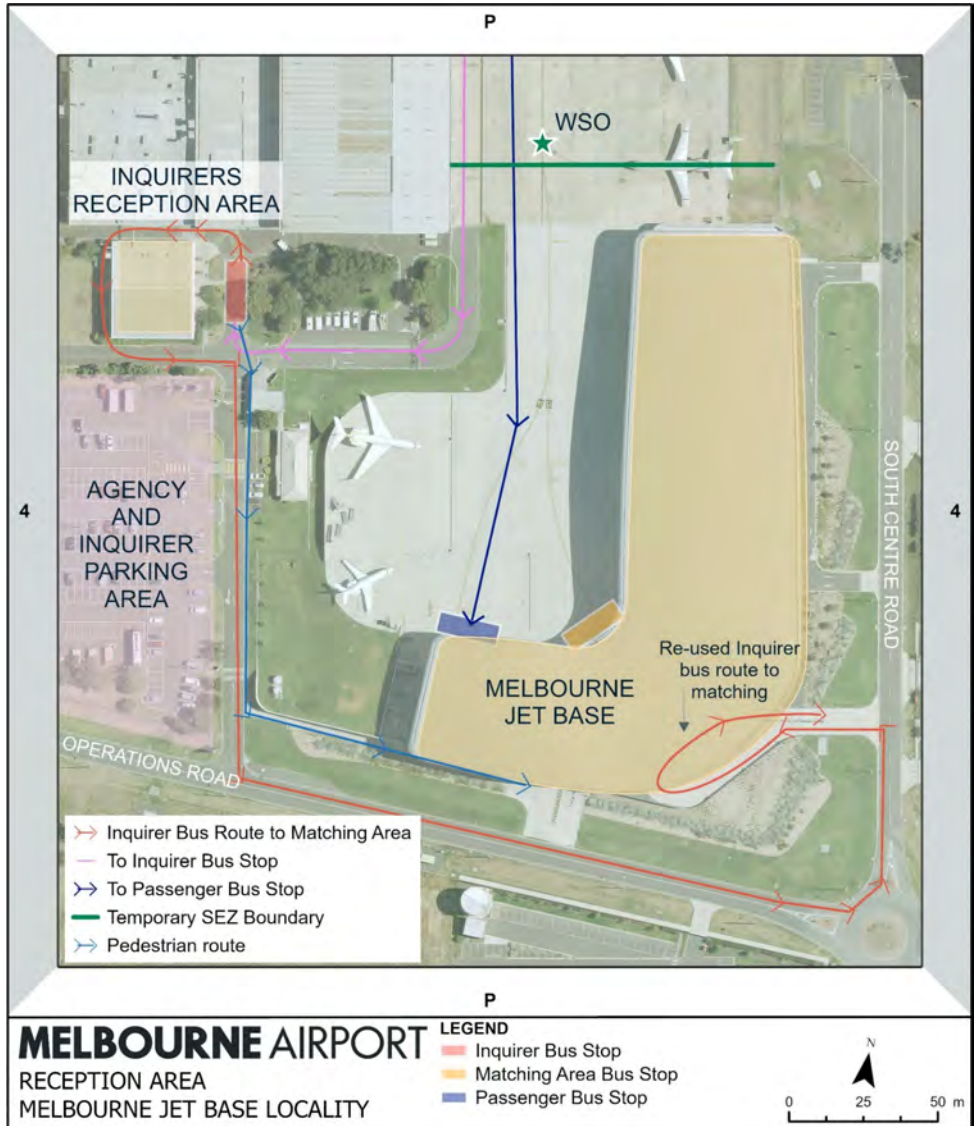 P
WSO
INQUIRERS
RECEPTION AREA
SOUTH CENTRE ROAD
AGENCY
AND
INQUIRER
PARKING
AREA
4
4
Re-used Inquirer
bus route to
matching
MELBOURNE
JET BASE
OPERATIONS ROAD
Inquirer Bus Route to Matching Area
To Inquirer Bus Stop
To Passenger Bus Stop
Temporary SEZ Boundary
Pedestrian route
P
MELBOURNE AIRPORT
RECEPTION AREA
MELBOURNE JET BASE LOCALITY
LEGEND
Inquirer Bus Stop
Matching Area Bus Stop
Passenger Bus Stop
N
0 25 50 m